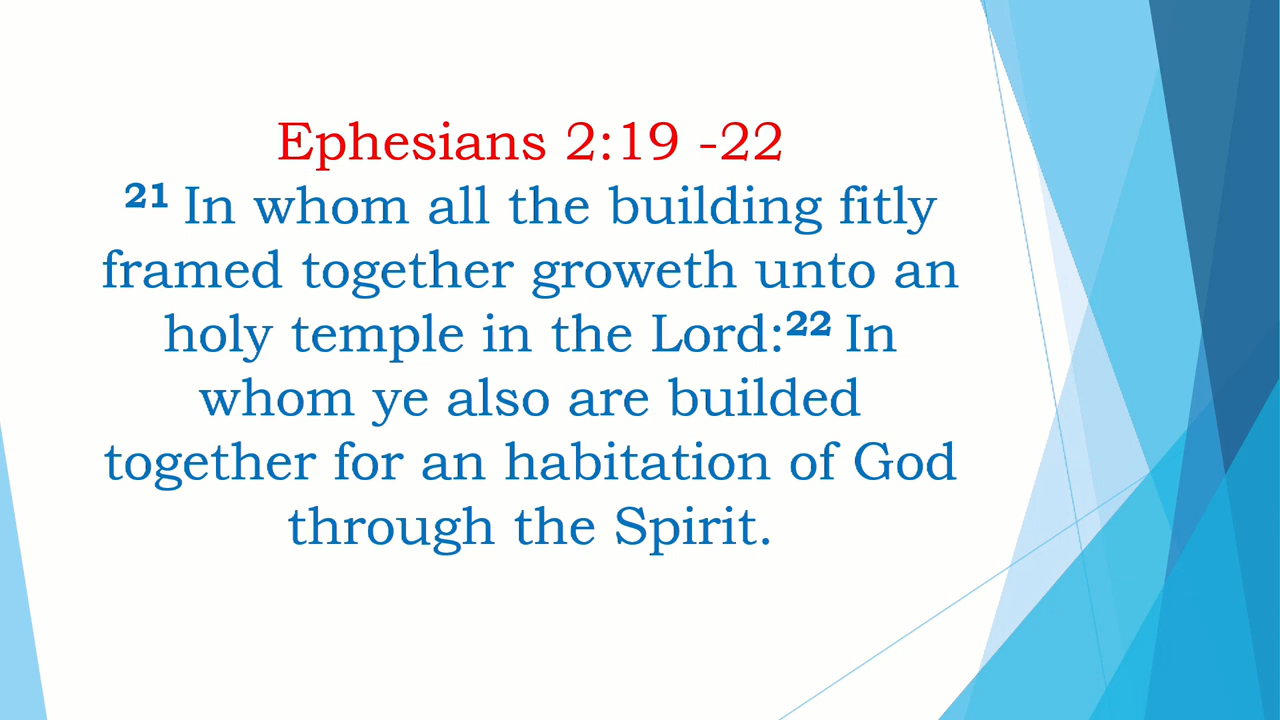 Ephesians 2:19 -22
21 In whom all the building fitly
framed together groweth unto an
holy temple in the Lord:22 In
whom ye also are builded
together for an habitation of God
through the Spirit.